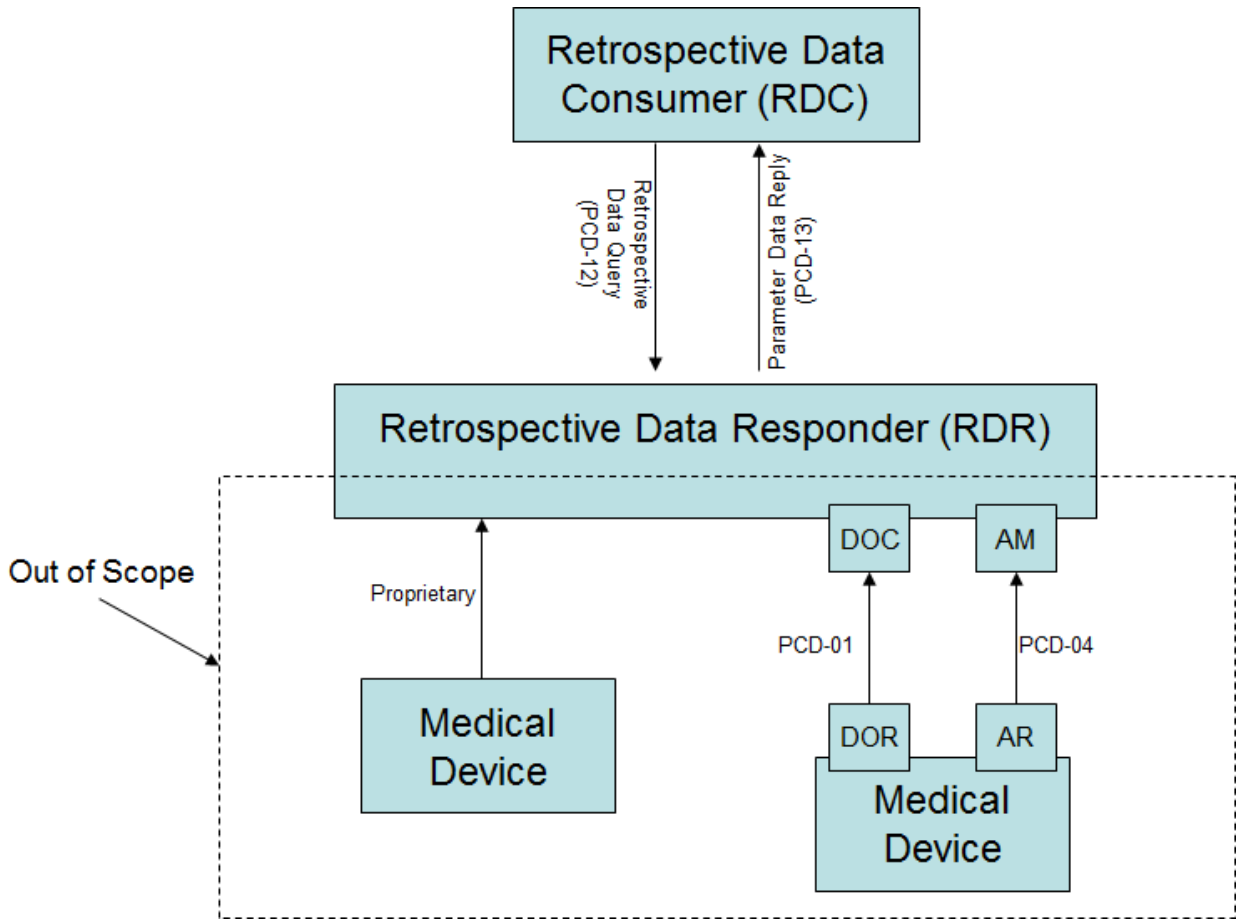 Retrospective Data
Consumer (RDC)
Retrospective
Data Query
(PCD-12)
Parameter Data Reply
(PCD-13)
Retrospective Data Responder (RDR)
DOC
AM
Out of Scope
Proprietary
PCD-01
PCD-04
Medical
Device
DOR
AR
Medical
Device